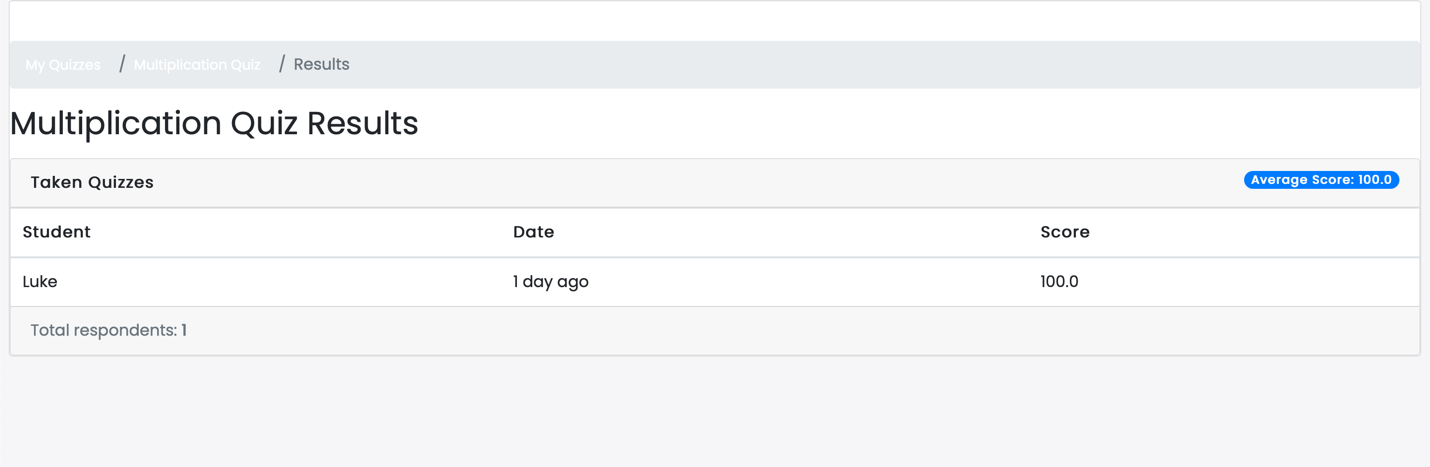 My Quizzes / Multiplication Quiz / Results
Multiplication Quiz Results
Taken Quizzes Average Score: 100.0
Student Date Score
Luke 1 day ago 100.0
Total respondents: 1